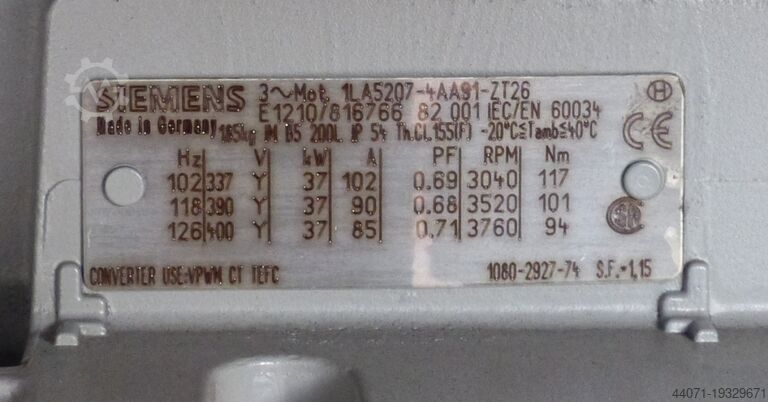 SIEMENS 3~Mot. 1LA5207-4AA91-ZT26
E1210/816766 82 001 IEC/EN 60034
Made in Germany 185kg IM B5 200L IP 54 Th.Cl.155(F) -20°C≤Tamb≤40°C
CE
Hz V kW A PF RPM Nm
102 337 Y 37 102 0.69 3040 117
118 390 Y 37 90 0.68 3520 101
126 400 Y 37 85 0.71 3760 94
CONVERTER USE:VPWM CT TEFC 1080-2927-74 S.F.-1,15
44071-19329671